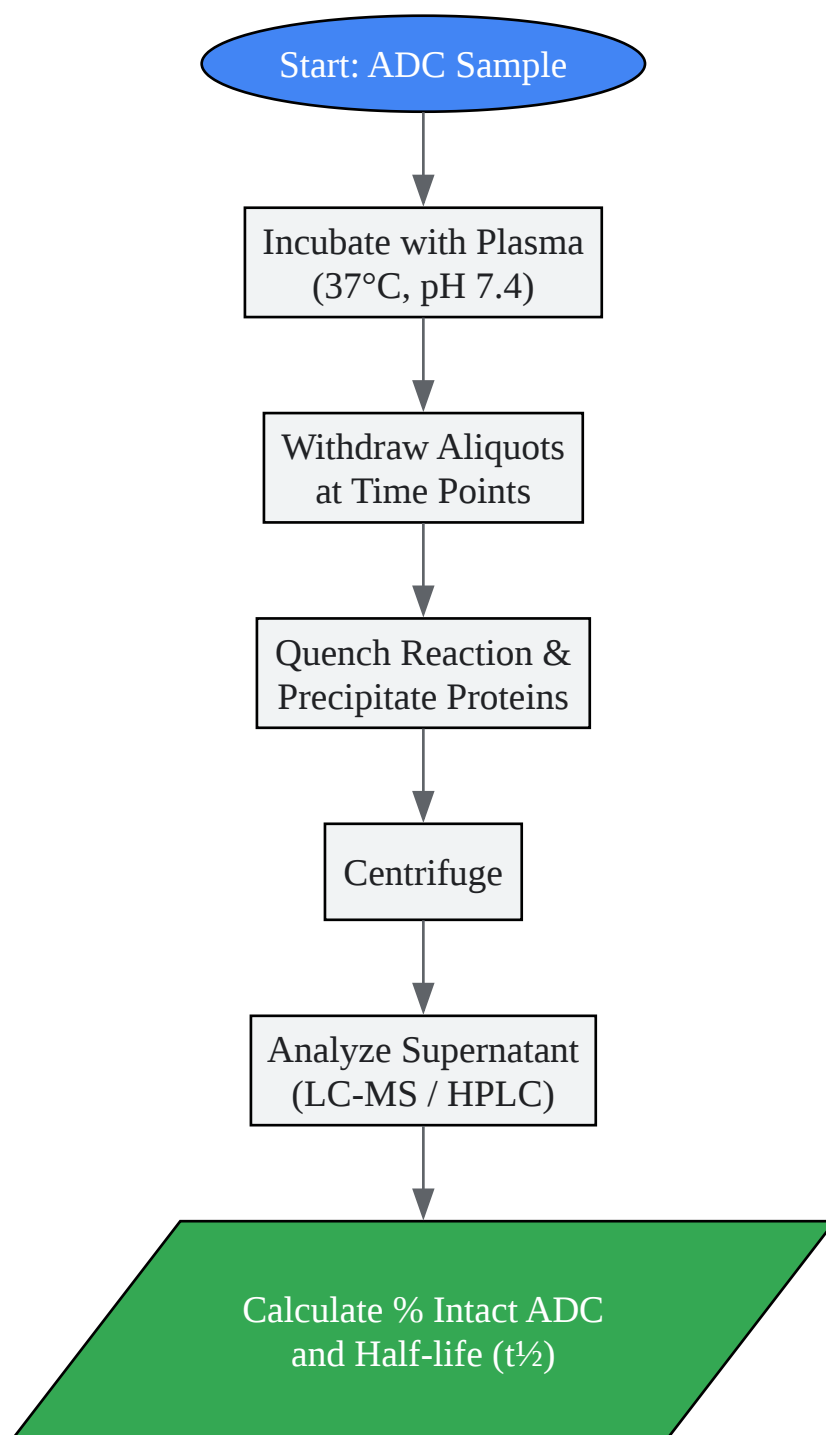 Start: ADC Sample
Incubate with Plasma
(37°C, pH 7.4)
Withdraw Aliquots
at Time Points
Quench Reaction &
Precipitate Proteins
Centrifuge
Analyze Supernatant
(LC-MS / HPLC)
Calculate % Intact ADC
and Half-life (t½)